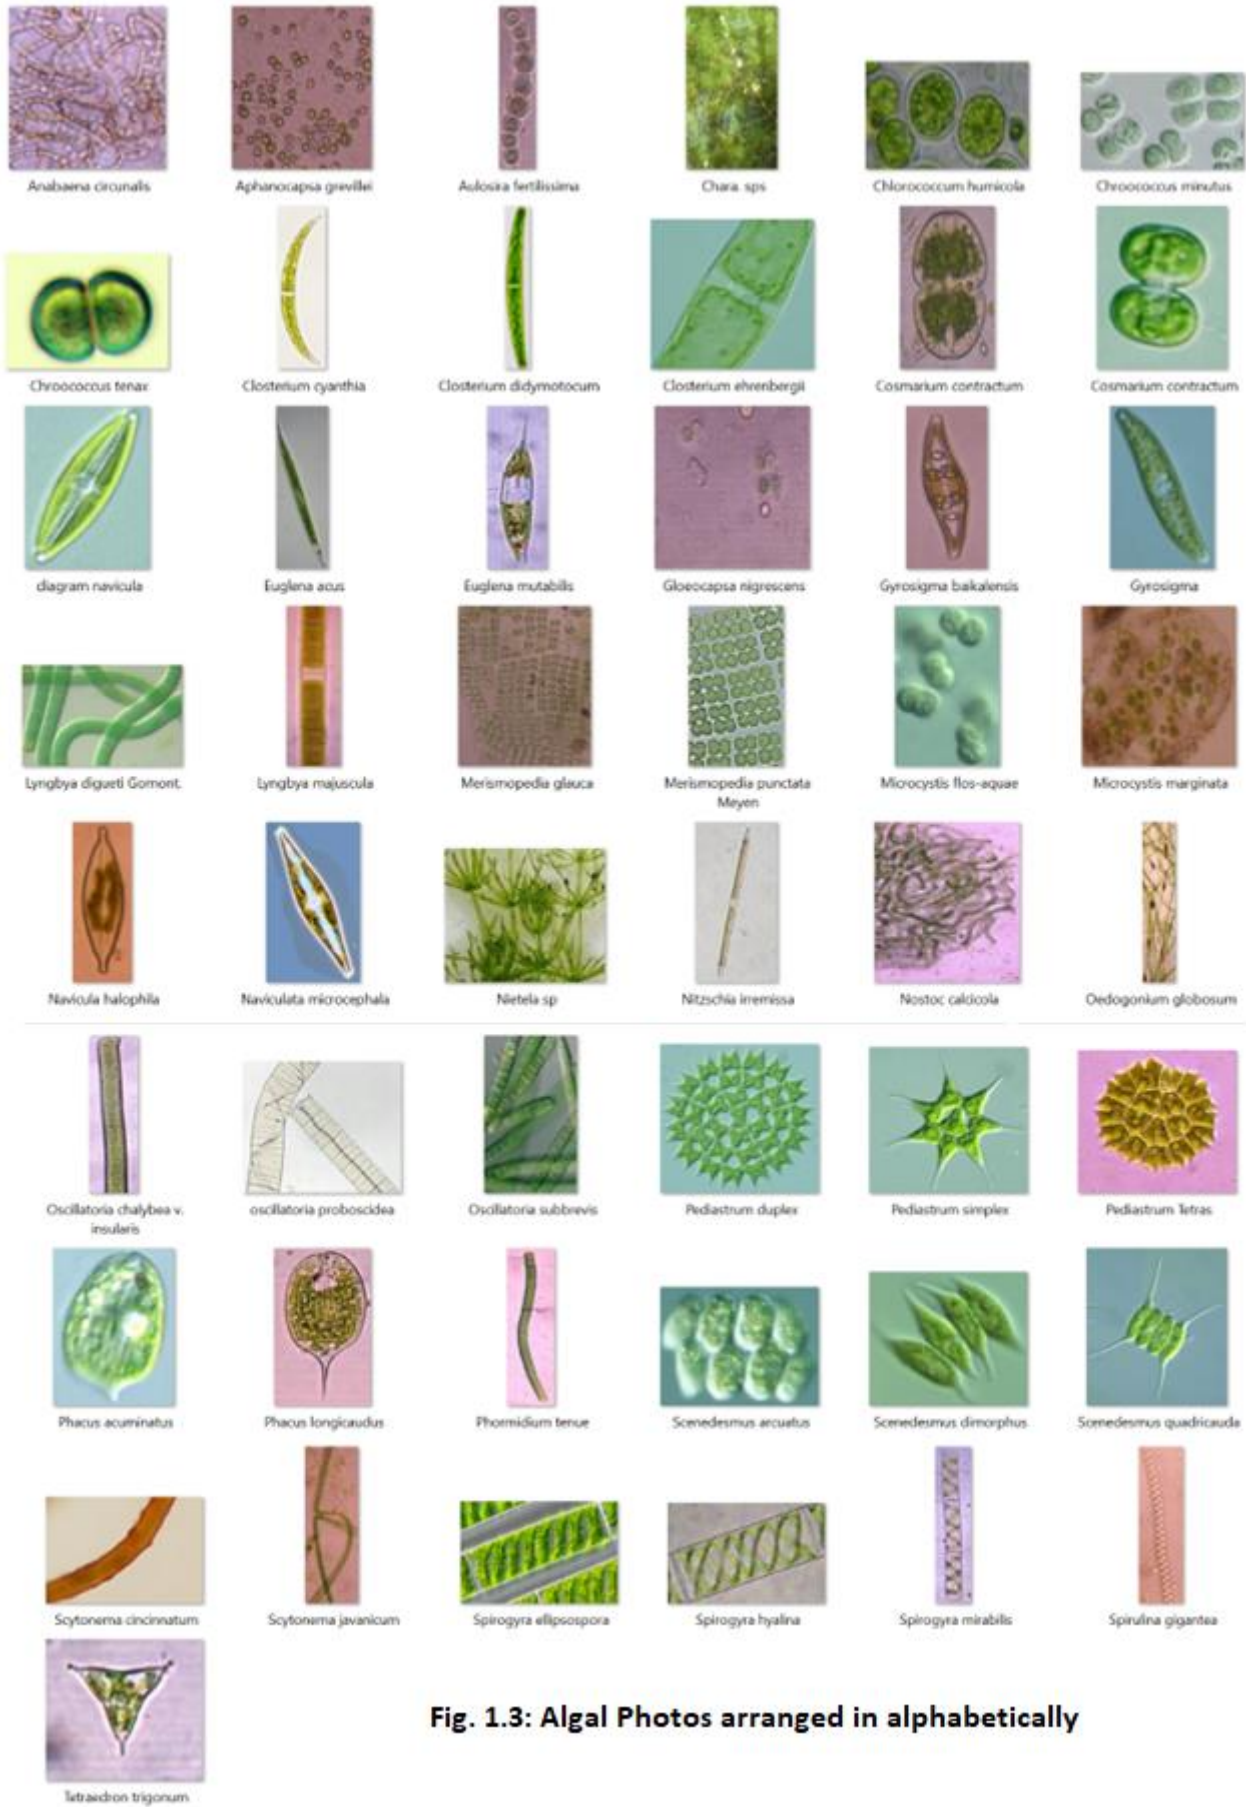 Anabaena circunalis
Aphanocapsa grevillei
Aulosira fertilissima
Chara. sps
Chlorococcum humicola
Chroococcus minutus
Chroococcus tenax
Closterium cyanthia
Closterium didymotocum
Closterium ehrenbergii
Cosmarium contractum
Cosmarium contractum
diagram navicula
Euglena acus
Euglena mutabilis
Gloeocapsa nigrescens
Gyrosigma baikalensis
Gyrosigma
Lyngbya digueti Gomont.
Lyngbya majuscula
Merismopedia glauca
Merismopedia punctata
Meyen
Microcystis flos-aquae
Microcystis marginata
Navicula halophila
Naviculata microcephala
Nietela sp
Nitzschia irremissa
Nostoc calcicola
Oedogonium globosum
Oscillatoria chalybea v.
insularis
oscillatoria proboscidea
Oscillatoria subbrevis
Pediastrum duplex
Pediastrum simplex
Pediastrum Tetras
Phacus acuminatus
Phacus longicaudus
Phormidium tenue
Scenedesmus arcuatus
Scenedesmus dimorphus
Scenedesmus quadricauda
Scytonema cincinnatum
Scytonema javanicum
Spirogyra ellipsospora
Spirogyra hyalina
Spirogyra mirabilis
Spirulina gigantea
Tetraedron trigonum
Fig. 1.3: Algal Photos arranged in alphabetically